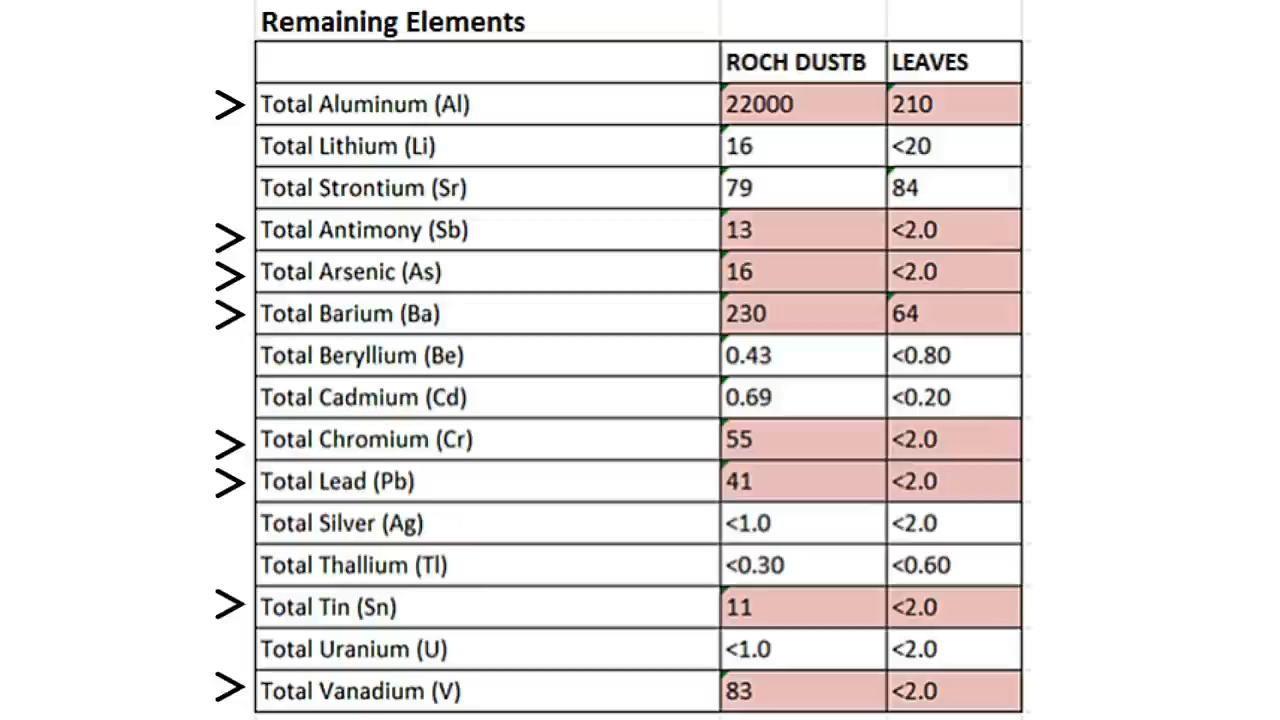 Remaining Elements
ROCH DUSTB LEAVES
> Total Aluminum (Al) 22000 210
Total Lithium (Li) 16 <20
Total Strontium (Sr) 79 84
> Total Antimony (Sb) 13 <2.0
> Total Arsenic (As) 16 <2.0
> Total Barium (Ba) 230 64
Total Beryllium (Be) 0.43 <0.80
Total Cadmium (Cd) 0.69 <0.20
> Total Chromium (Cr) 55 <2.0
> Total Lead (Pb) 41 <2.0
Total Silver (Ag) <1.0 <2.0
Total Thallium (Tl) <0.30 <0.60
> Total Tin (Sn) 11 <2.0
Total Uranium (U) <1.0 <2.0
> Total Vanadium (V) 83 <2.0